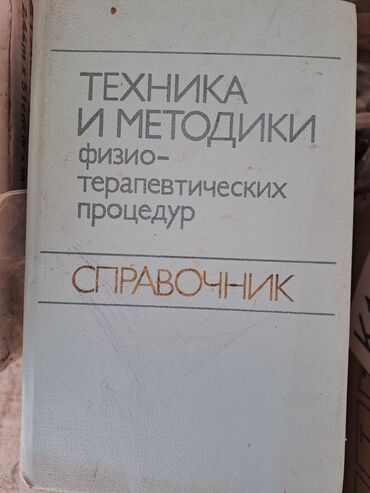 ТЕХНИКА
И МЕТОДИКИ
физио-
терапевтических
процедур
СПРАВОЧНИК